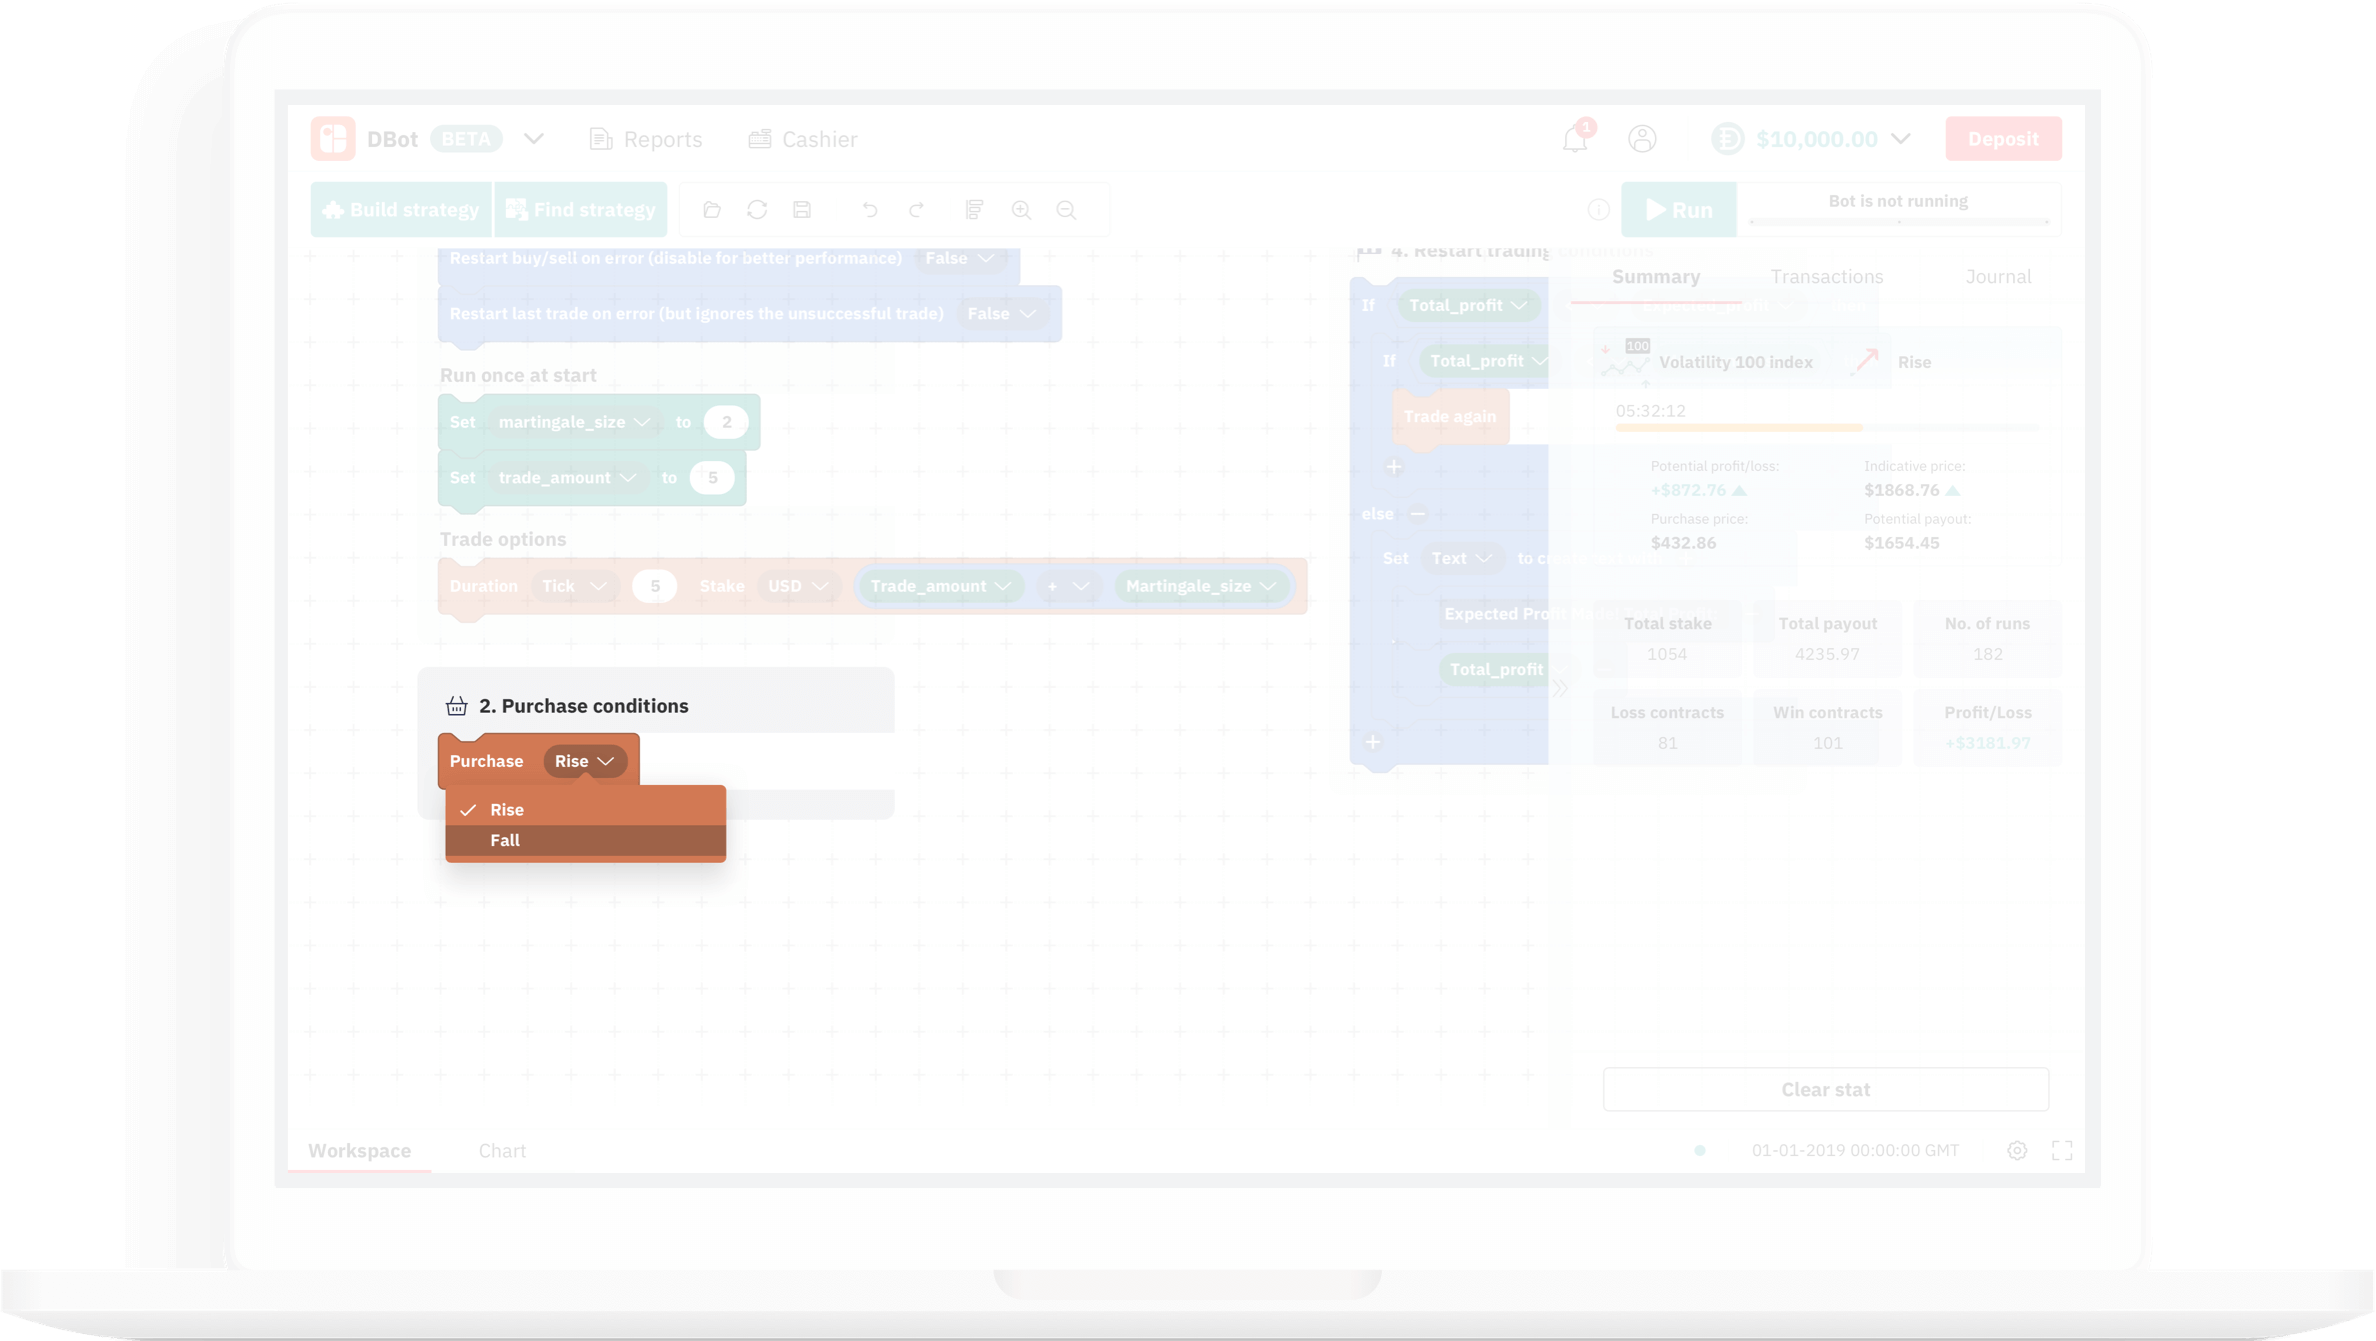 DBot BETA Reports Cashier 1 $10,000.00 Deposit
Build strategy Find strategy Run Bot is not running
Restart buy/sell on error (disable for better performance) False
Restart last trade on error (but ignores the unsuccessful trade) False
Run once at start
Set martingale_size to 2
Set trade_amount to 5
Trade options
Duration Tick 5 Stake USD Trade_amount + Martingale_size
2. Purchase conditions
Purchase Rise
Rise
Fall
4. Restart trading conditions
If Total_profit Expected_profit
If Total_profit
Trade again
else
Set Text to create text with
Expected Profit Made! Total Profit:
Total_profit
Summary Transactions Journal
100 Volatility 100 index Rise
05:32:12
Potential profit/loss: Indicative price:
+$872.76 $1868.76
Purchase price: Potential payout:
$432.86 $1654.45
Total stake Total payout No. of runs
1054 4235.97 182
Loss contracts Win contracts Profit/Loss
81 101 +$3181.97
Clear stat
Workspace Chart 01-01-2019 00:00:00 GMT